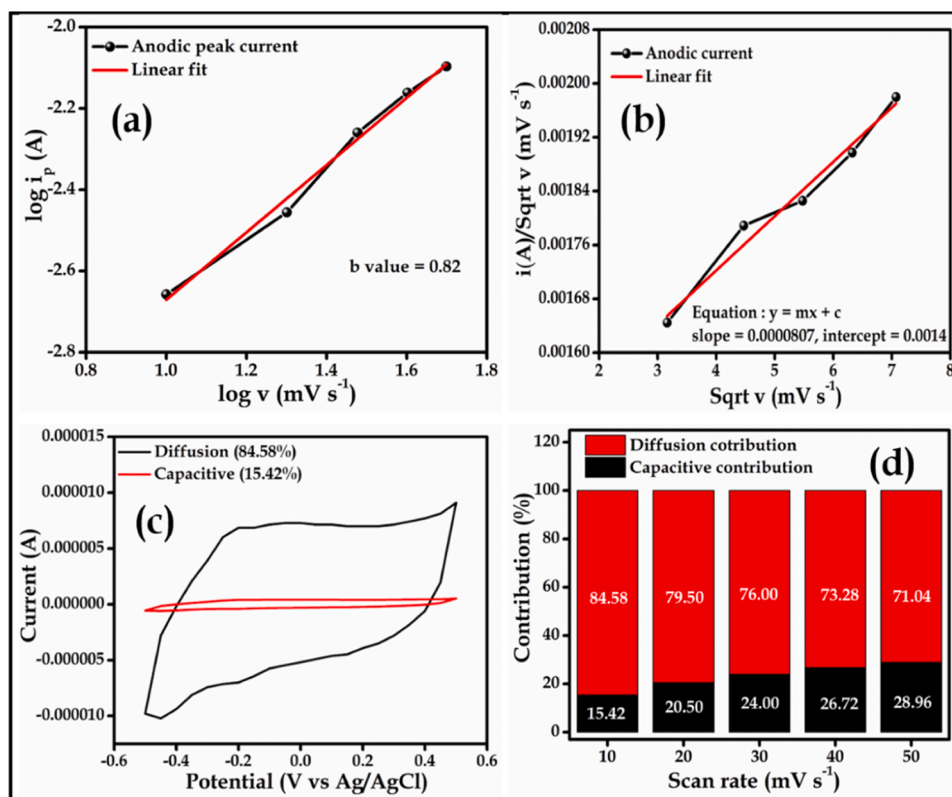 -2.0
-2.2
-2.4
-2.6
-2.8
log ip (A)
Anodic peak current
Linear fit
(a)
b value = 0.82
0.8 1.0 1.2 1.4 1.6 1.8
log v (mV s⁻¹)
0.00208
0.00200
0.00192
0.00184
0.00176
0.00168
0.00160
i(A)/Sqrt v (mV s⁻¹)
Anodic current
Linear fit
(b)
Equation : y = mx + c
slope = 0.0000807, intercept = 0.0014
2 3 4 5 6 7 8
Sqrt v (mV s⁻¹)
0.000015
0.000010
0.000005
0.000000
-0.000005
-0.000010
Current (A)
Diffusion (84.58%)
Capacitive (15.42%)
(c)
-0.6 -0.4 -0.2 0.0 0.2 0.4 0.6
Potential (V vs Ag/AgCl)
120
100
80
60
40
20
0
Contribution (%)
Diffusion cotribution
Capacitive contribution
(d)
84.58 79.50 76.00 73.28 71.04
15.42 20.50 24.00 26.72 28.96
10 20 30 40 50
Scan rate (mV s⁻¹)